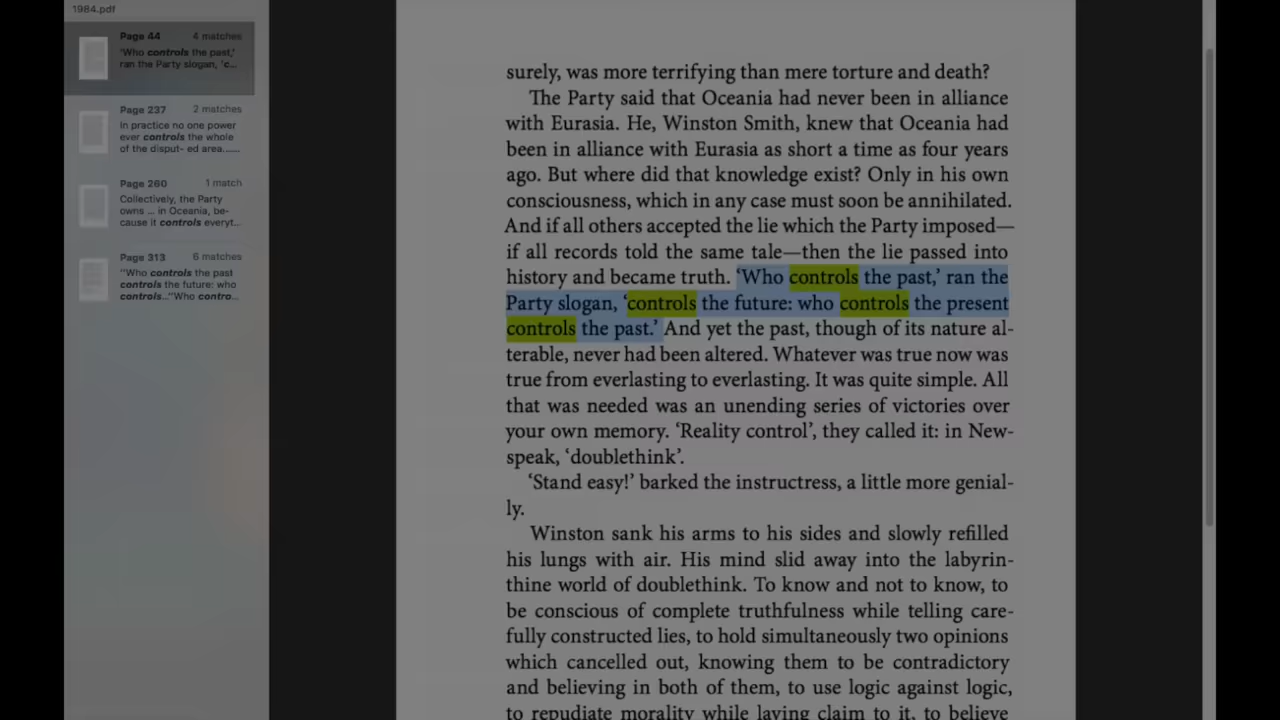 1984.pdf
Page 44 4 matches
'Who controls the past,'
ran the Party slogan, 'c...
Page 237 2 matches
In practice no one power
ever controls the whole
of the disput- ed area.......
Page 260 1 match
Collectively, the Party
owns ... in Oceania, be-
cause it controls everyt...
Page 313 6 matches
"Who controls the past
controls the future: who
controls..."Who contro...
surely, was more terrifying than mere torture and death?
The Party said that Oceania had never been in alliance
with Eurasia. He, Winston Smith, knew that Oceania had
been in alliance with Eurasia as short a time as four years
ago. But where did that knowledge exist? Only in his own
consciousness, which in any case must soon be annihilated.
And if all others accepted the lie which the Party imposed—
if all records told the same tale—then the lie passed into
history and became truth. ‘Who controls the past,’ ran the
Party slogan, ‘controls the future: who controls the present
controls the past.’ And yet the past, though of its nature al-
terable, never had been altered. Whatever was true now was
true from everlasting to everlasting. It was quite simple. All
that was needed was an unending series of victories over
your own memory. ‘Reality control’, they called it: in New-
speak, ‘doublethink’.
‘Stand easy!’ barked the instructress, a little more genial-
ly.
Winston sank his arms to his sides and slowly refilled
his lungs with air. His mind slid away into the labyrin-
thine world of doublethink. To know and not to know, to
be conscious of complete truthfulness while telling care-
fully constructed lies, to hold simultaneously two opinions
which cancelled out, knowing them to be contradictory
and believing in both of them, to use logic against logic,
to repudiate morality while laying claim to it, to believe